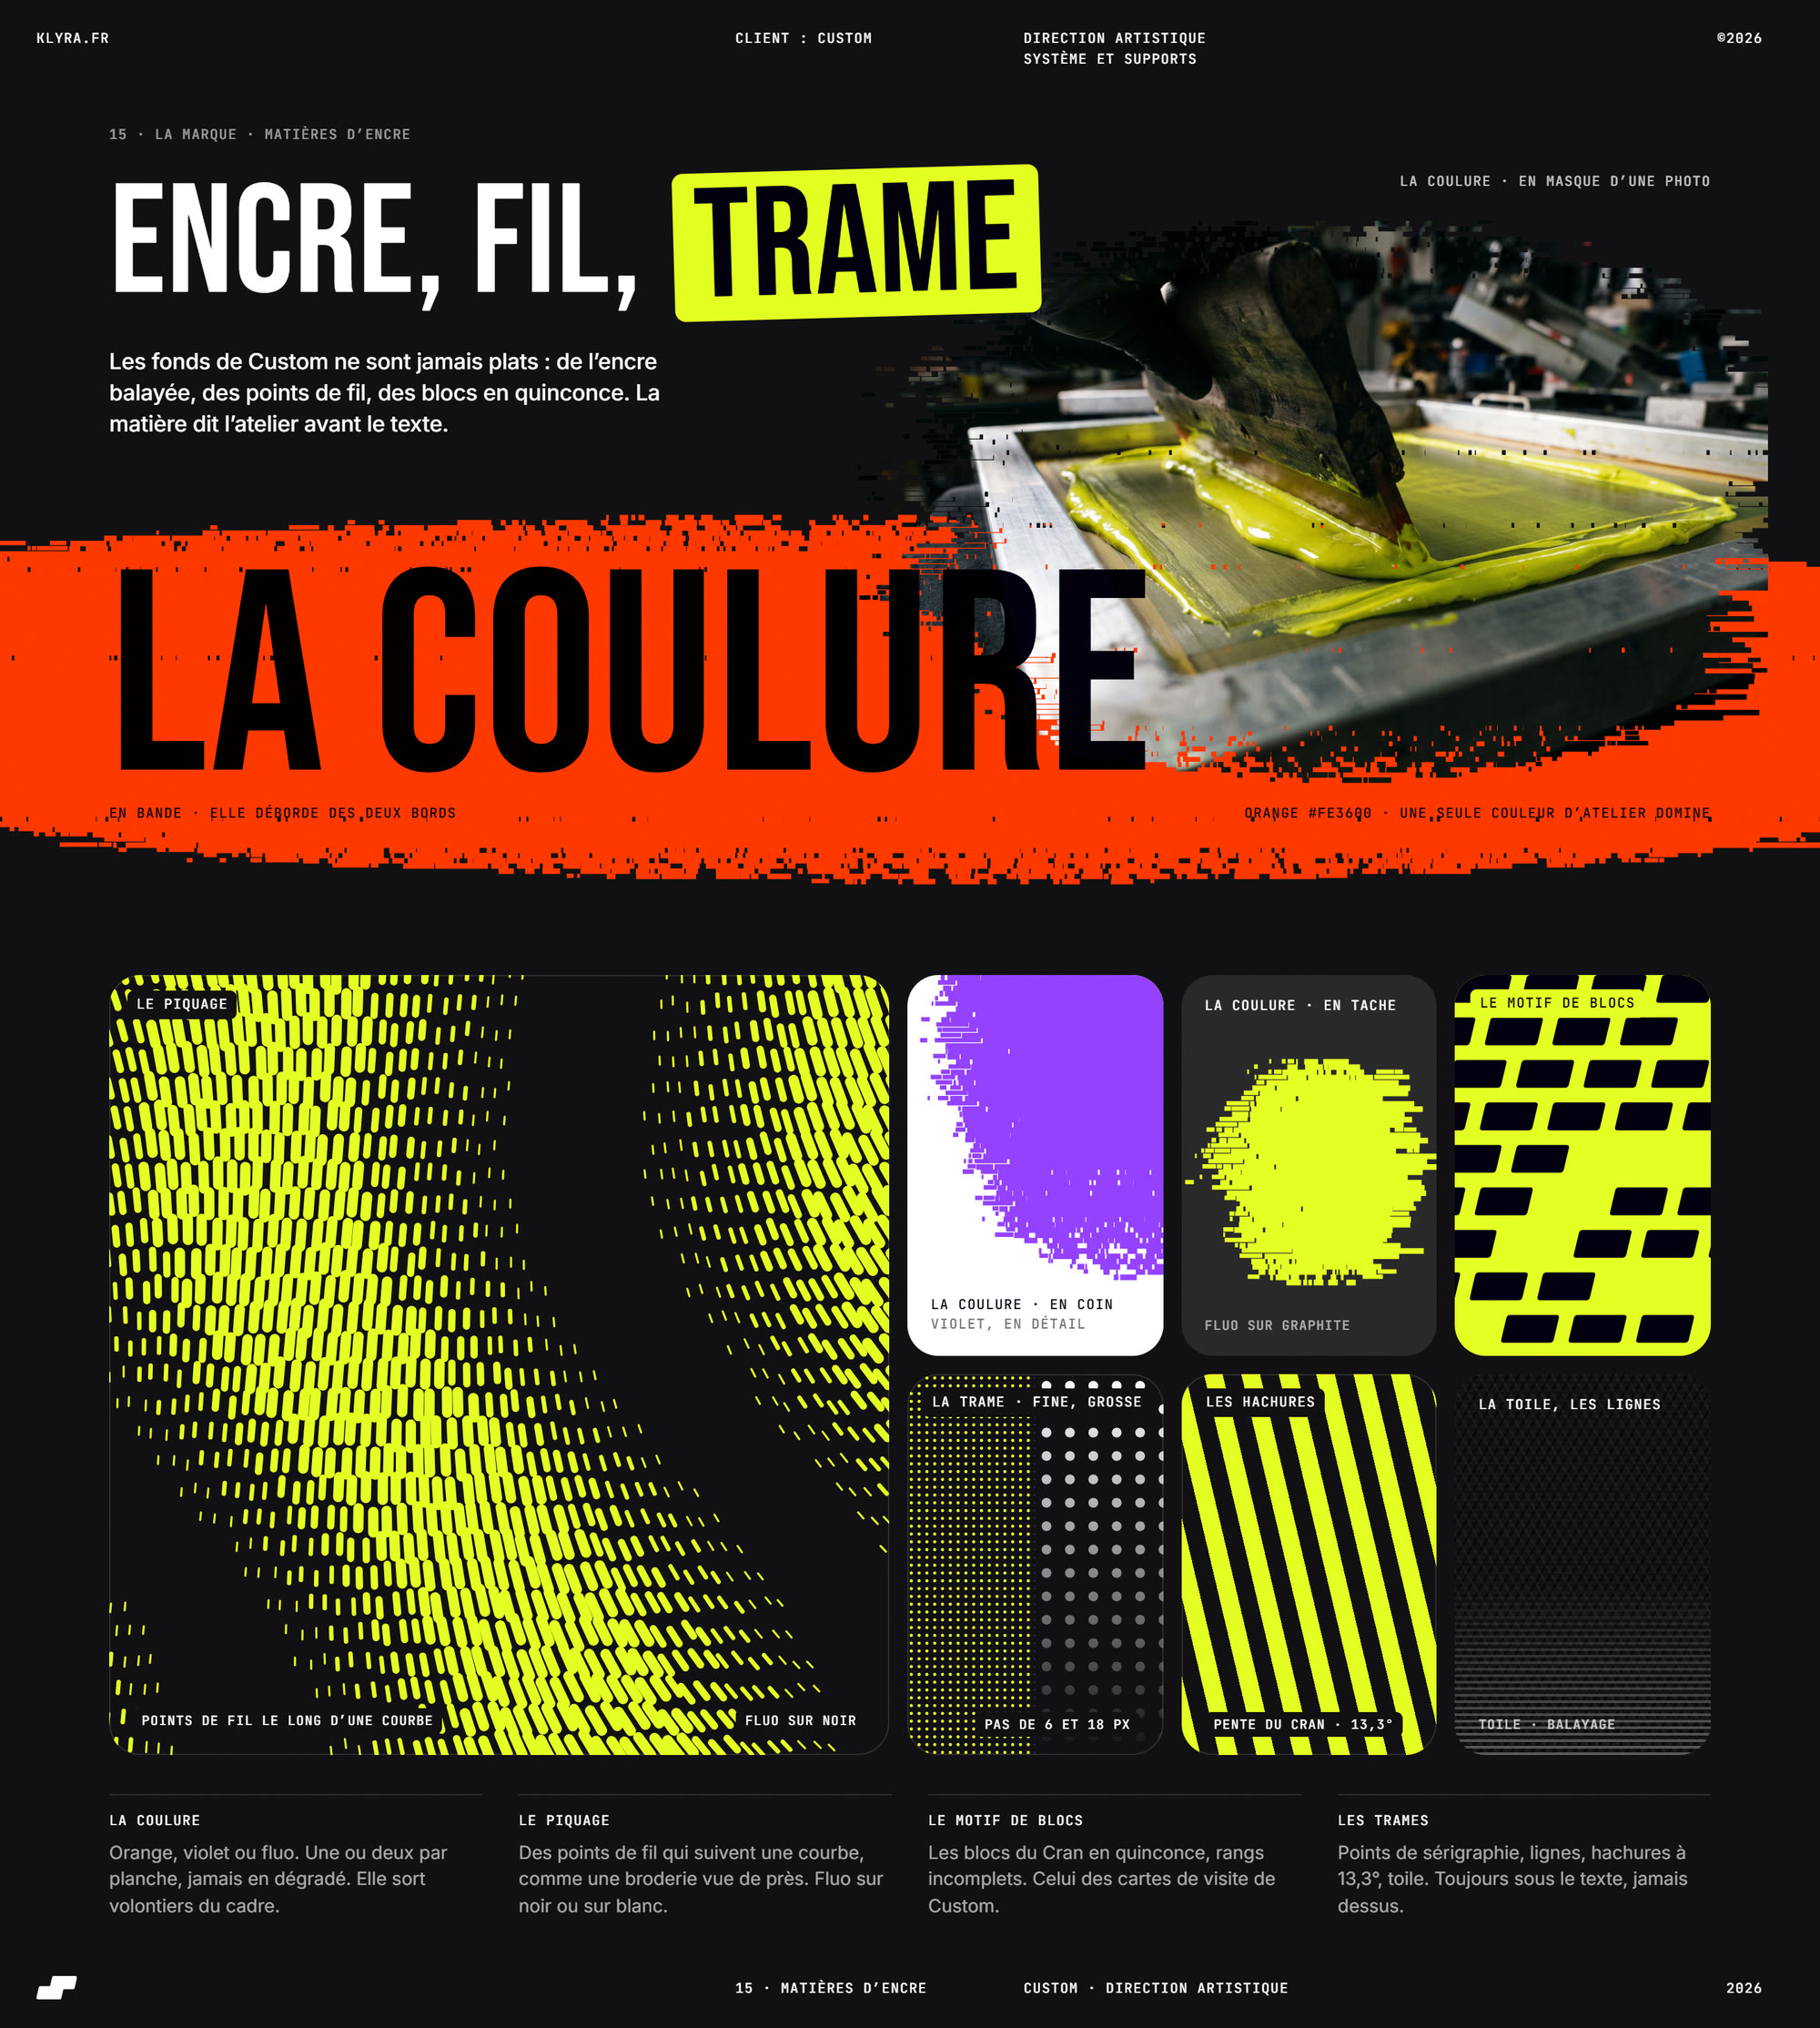 KLYRA.FR
CLIENT : CUSTOM
DIRECTION ARTISTIQUE
SYSTÈME ET SUPPORTS
©2026
15 · LA MARQUE · MATIÈRES D’ENCRE
ENCRE, FIL, TRAME
LA COULURE · EN MASQUE D’UNE PHOTO
Les fonds de Custom ne sont jamais plats : de l’encre
balayée, des points de fil, des blocs en quinconce. La
matière dit l’atelier avant le texte.
LA COULURE
EN BANDE · ELLE DÉBORDE DES DEUX BORDS
ORANGE #FE3600 · UNE SEULE COULEUR D’ATELIER DOMINE
LE PIQUAGE
POINTS DE FIL LE LONG D’UNE COURBE
FLUO SUR NOIR
LA COULURE · EN COIN
VIOLET, EN DÉTAIL
LA COULURE · EN TACHE
FLUO SUR GRAPHITE
LE MOTIF DE BLOCS
LA TRAME · FINE, GROSSE
PAS DE 6 ET 18 PX
LES HACHURES
PENTE DU CRAN · 13,3°
LA TOILE, LES LIGNES
TOILE · BALAYAGE
LA COULURE
Orange, violet ou fluo. Une ou deux par
planche, jamais en dégradé. Elle sort
volontiers du cadre.
LE PIQUAGE
Des points de fil qui suivent une courbe,
comme une broderie vue de près. Fluo sur
noir ou sur blanc.
LE MOTIF DE BLOCS
Les blocs du Cran en quinconce, rangs
incomplets. Celui des cartes de visite de
Custom.
LES TRAMES
Points de sérigraphie, lignes, hachures à
13,3°, toile. Toujours sous le texte, jamais
dessus.
15 · MATIÈRES D’ENCRE
CUSTOM · DIRECTION ARTISTIQUE
2026